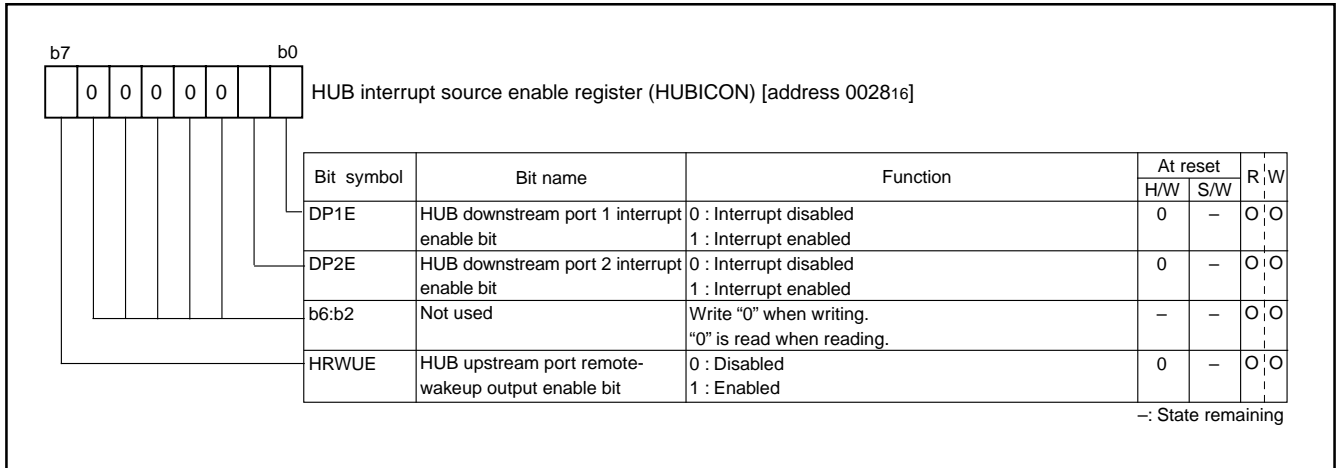 b7 b0
0 0 0 0 0
HUB interrupt source enable register (HUBICON) [address 002816]
Bit symbol Bit name Function At reset R W
H/W S/W
DP1E HUB downstream port 1 interrupt 0 : Interrupt disabled 0 – O O
enable bit 1 : Interrupt enabled
DP2E HUB downstream port 2 interrupt 0 : Interrupt disabled 0 – O O
enable bit 1 : Interrupt enabled
b6:b2 Not used Write “0” when writing. – – O O
“0” is read when reading.
HRWUE HUB upstream port remote- 0 : Disabled 0 – O O
wakeup output enable bit 1 : Enabled
–: State remaining